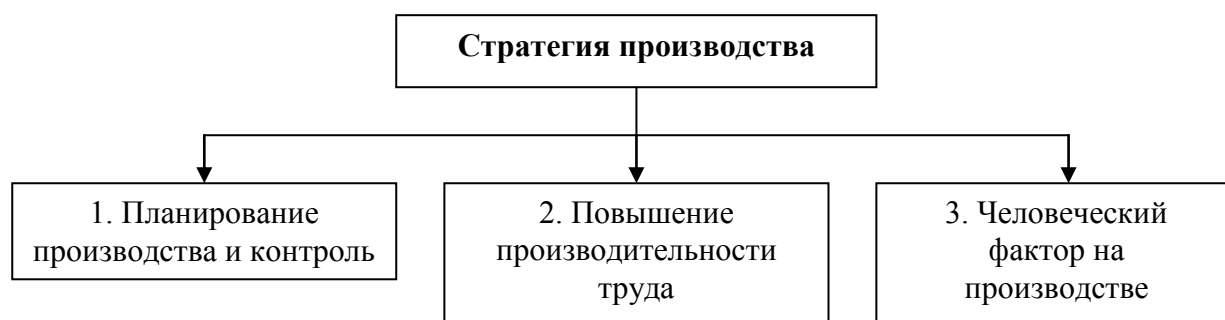 Стратегия производства
1. Планирование
производства и контроль
2. Повышение
производительности
труда
3. Человеческий
фактор на
производстве